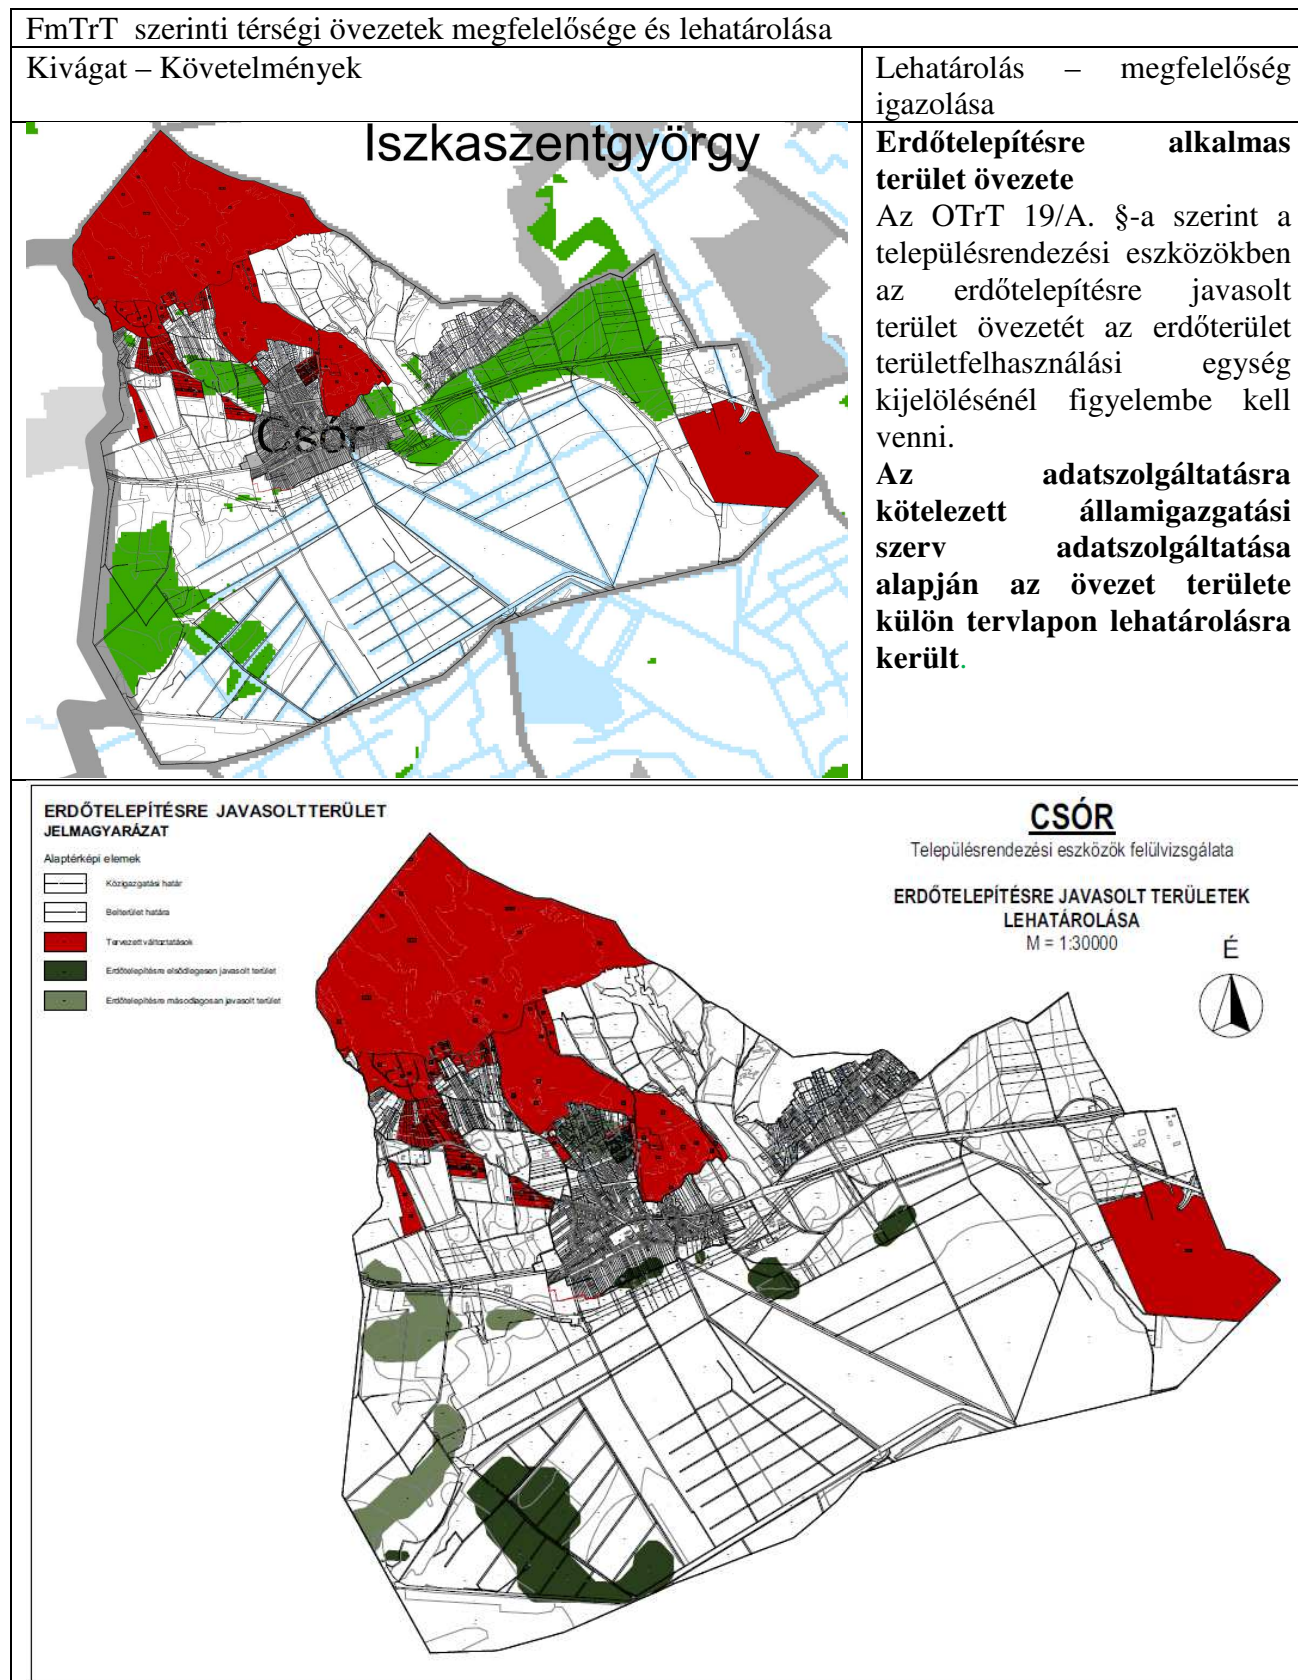 FmTrT szerinti térségi övezetek megfelelősége és lehatárolása
Kivágat – Követelmények
Lehatárolás – megfelelőség
igazolása
Iszkaszentgyörgy
Csór
Erdőtelepítésre alkalmas
terület övezete
Az OTrT 19/A. §-a szerint a
településrendezési eszközökben
az erdőtelepítésre javasolt
terület övezetét az erdőterület
területfelhasználási egység
kijelölésénél figyelembe kell
venni.
Az adatszolgáltatásra
kötelezett államigazgatási
szerv adatszolgáltatása
alapján az övezet területe
külön tervlapon lehatárolásra
került.
ERDŐTELEPÍTÉSRE JAVASOLT TERÜLET
JELMAGYARÁZAT
Alaptérképi elemek
Közigazgatási határ
Belterület határa
Tervezett változtatások
Erdőtelepítésre elsődlegesen javasolt terület
Erdőtelepítésre másodlagosan javasolt terület
CSÓR
Településrendezési eszközök felülvizsgálata
ERDŐTELEPÍTÉSRE JAVASOLT TERÜLETEK
LEHATÁROLÁSA
M = 1:30000
É